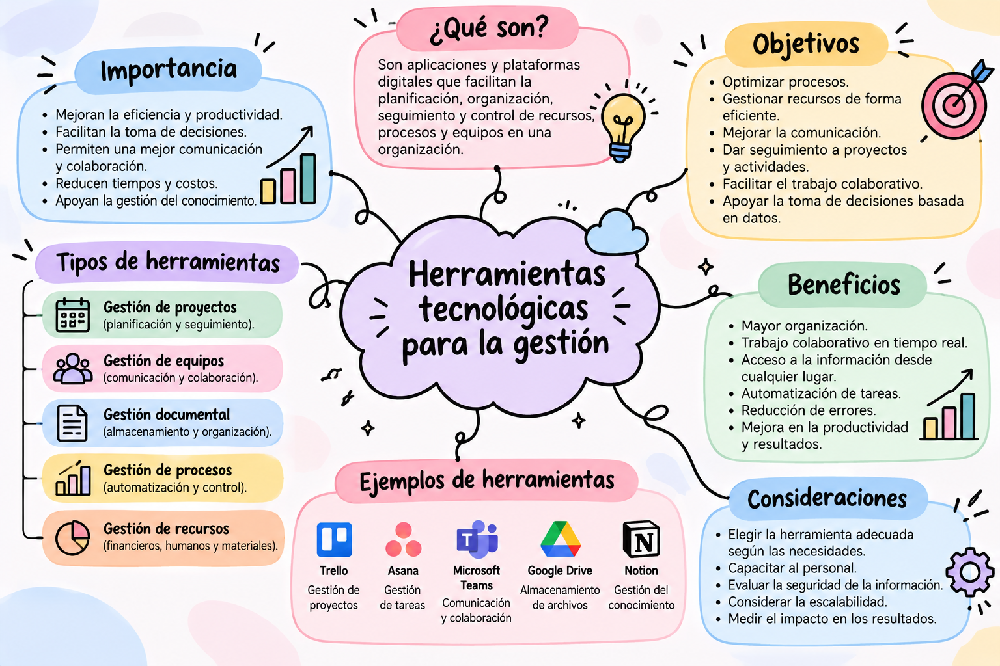 ¿Qué son?
Son aplicaciones y plataformas
digitales que facilitan la
planificación, organización,
seguimiento y control de recursos,
procesos y equipos en una
organización.
Importancia
• Mejoran la eficiencia y productividad.
• Facilitan la toma de decisiones.
• Permiten una mejor comunicación
y colaboración.
• Reducen tiempos y costos.
• Apoyan la gestión del conocimiento.
Objetivos
• Optimizar procesos.
• Gestionar recursos de forma
eficiente.
• Mejorar la comunicación.
• Dar seguimiento a proyectos
y actividades.
• Facilitar el trabajo colaborativo.
• Apoyar la toma de decisiones basada
en datos.
Herramientas
tecnológicas
para la gestión
Tipos de herramientas
Gestión de proyectos
(planificación y seguimiento).
Gestión de equipos
(comunicación y colaboración).
Gestión documental
(almacenamiento y organización).
Gestión de procesos
(automatización y control).
Gestión de recursos
(financieros, humanos y materiales).
Beneficios
• Mayor organización.
• Trabajo colaborativo en tiempo real.
• Acceso a la información desde
cualquier lugar.
• Automatización de tareas.
• Reducción de errores.
• Mejora en la productividad
y resultados.
Ejemplos de herramientas
Trello
Gestión de
proyectos
Asana
Gestión
de tareas
T
Microsoft
Teams
Comunicación
y colaboración
Google Drive
Almacenamiento
de archivos
N
Notion
Gestión del
conocimiento
Consideraciones
• Elegir la herramienta adecuada
según las necesidades.
• Capacitar al personal.
• Evaluar la seguridad de la información.
• Considerar la escalabilidad.
• Medir el impacto en los resultados.